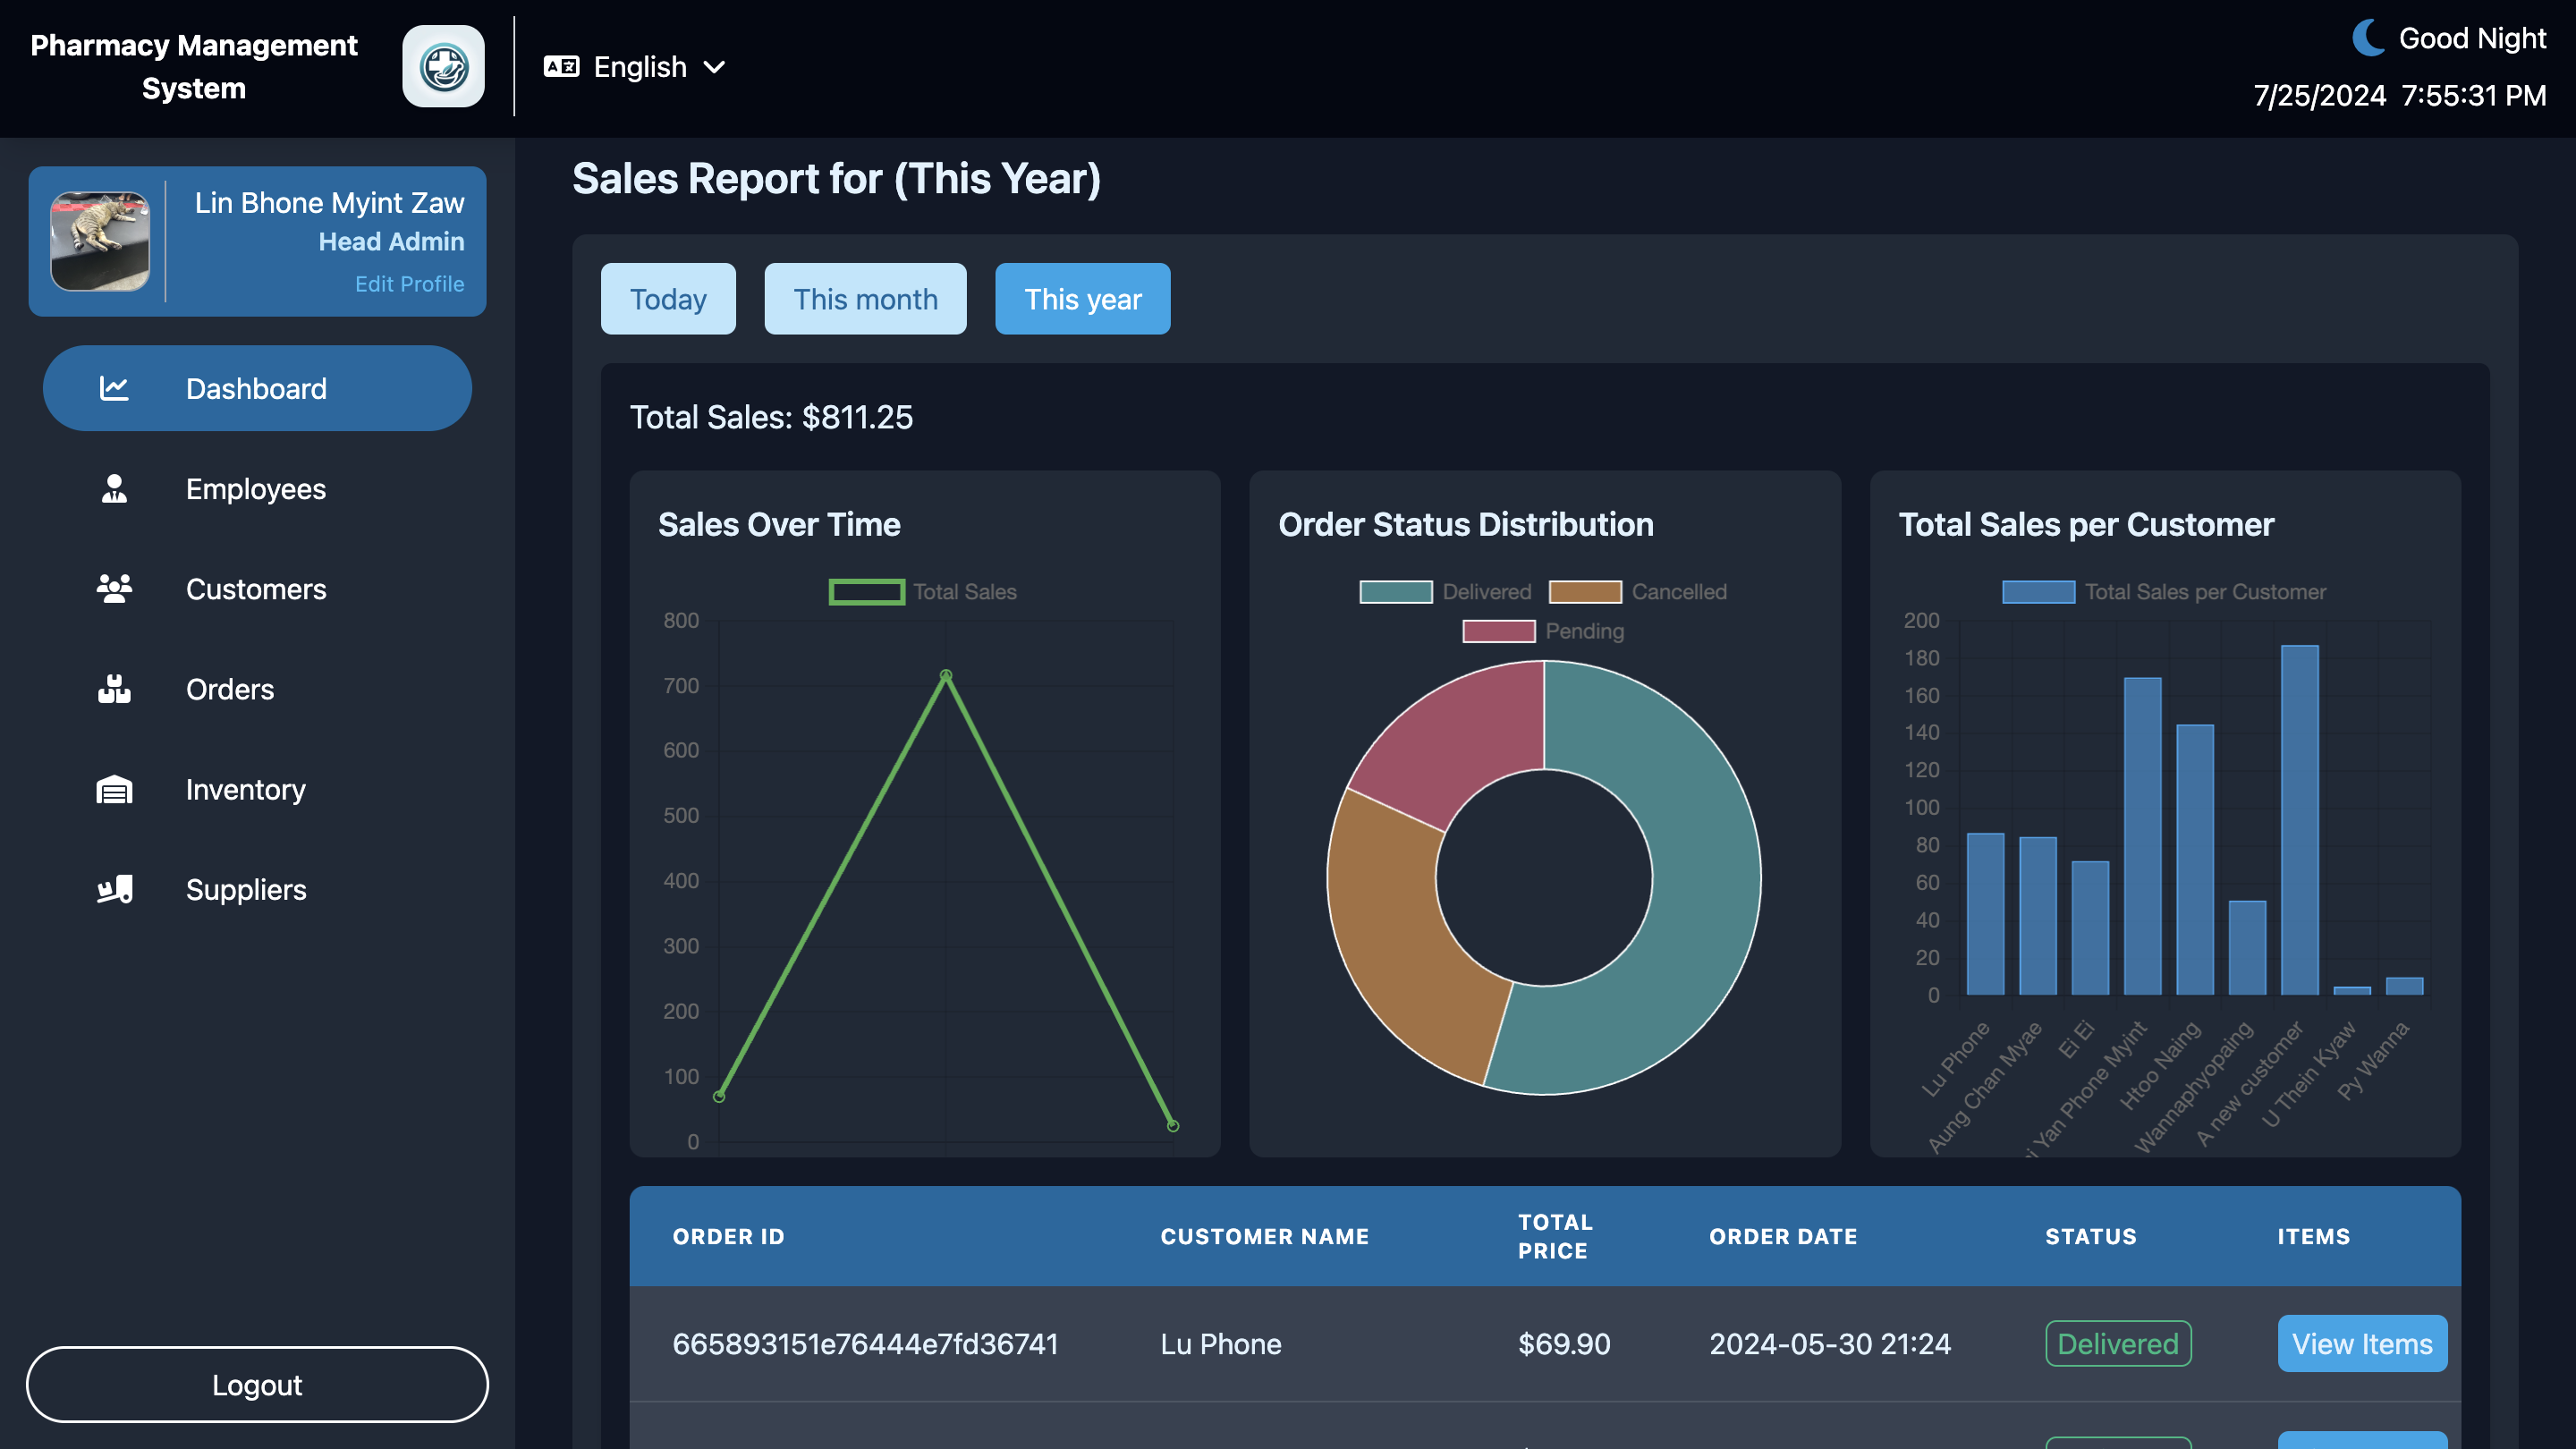 Pharmacy Management
System
English
Good Night
7/25/2024 7:55:31 PM
Lin Bhone Myint Zaw
Head Admin
Edit Profile
Dashboard
Employees
Customers
Orders
Inventory
Suppliers
Logout
Sales Report for (This Year)
Today
This month
This year
Total Sales: $811.25
Sales Over Time
Total Sales
800
700
600
500
400
300
200
100
0
Order Status Distribution
Delivered
Cancelled
Pending
Total Sales per Customer
Total Sales per Customer
200
180
160
140
120
100
80
60
40
20
0
Lu Phone
Aung Chan Myae
Ei Ei
Yan Phone Myint
Htoo Naing
Wannaphyopaing
A new customer
U Thein Kyaw
Py Wanna
ORDER ID
CUSTOMER NAME
TOTAL
PRICE
ORDER DATE
STATUS
ITEMS
665893151e76444e7fd36741
Lu Phone
$69.90
2024-05-30 21:24
Delivered
View Items